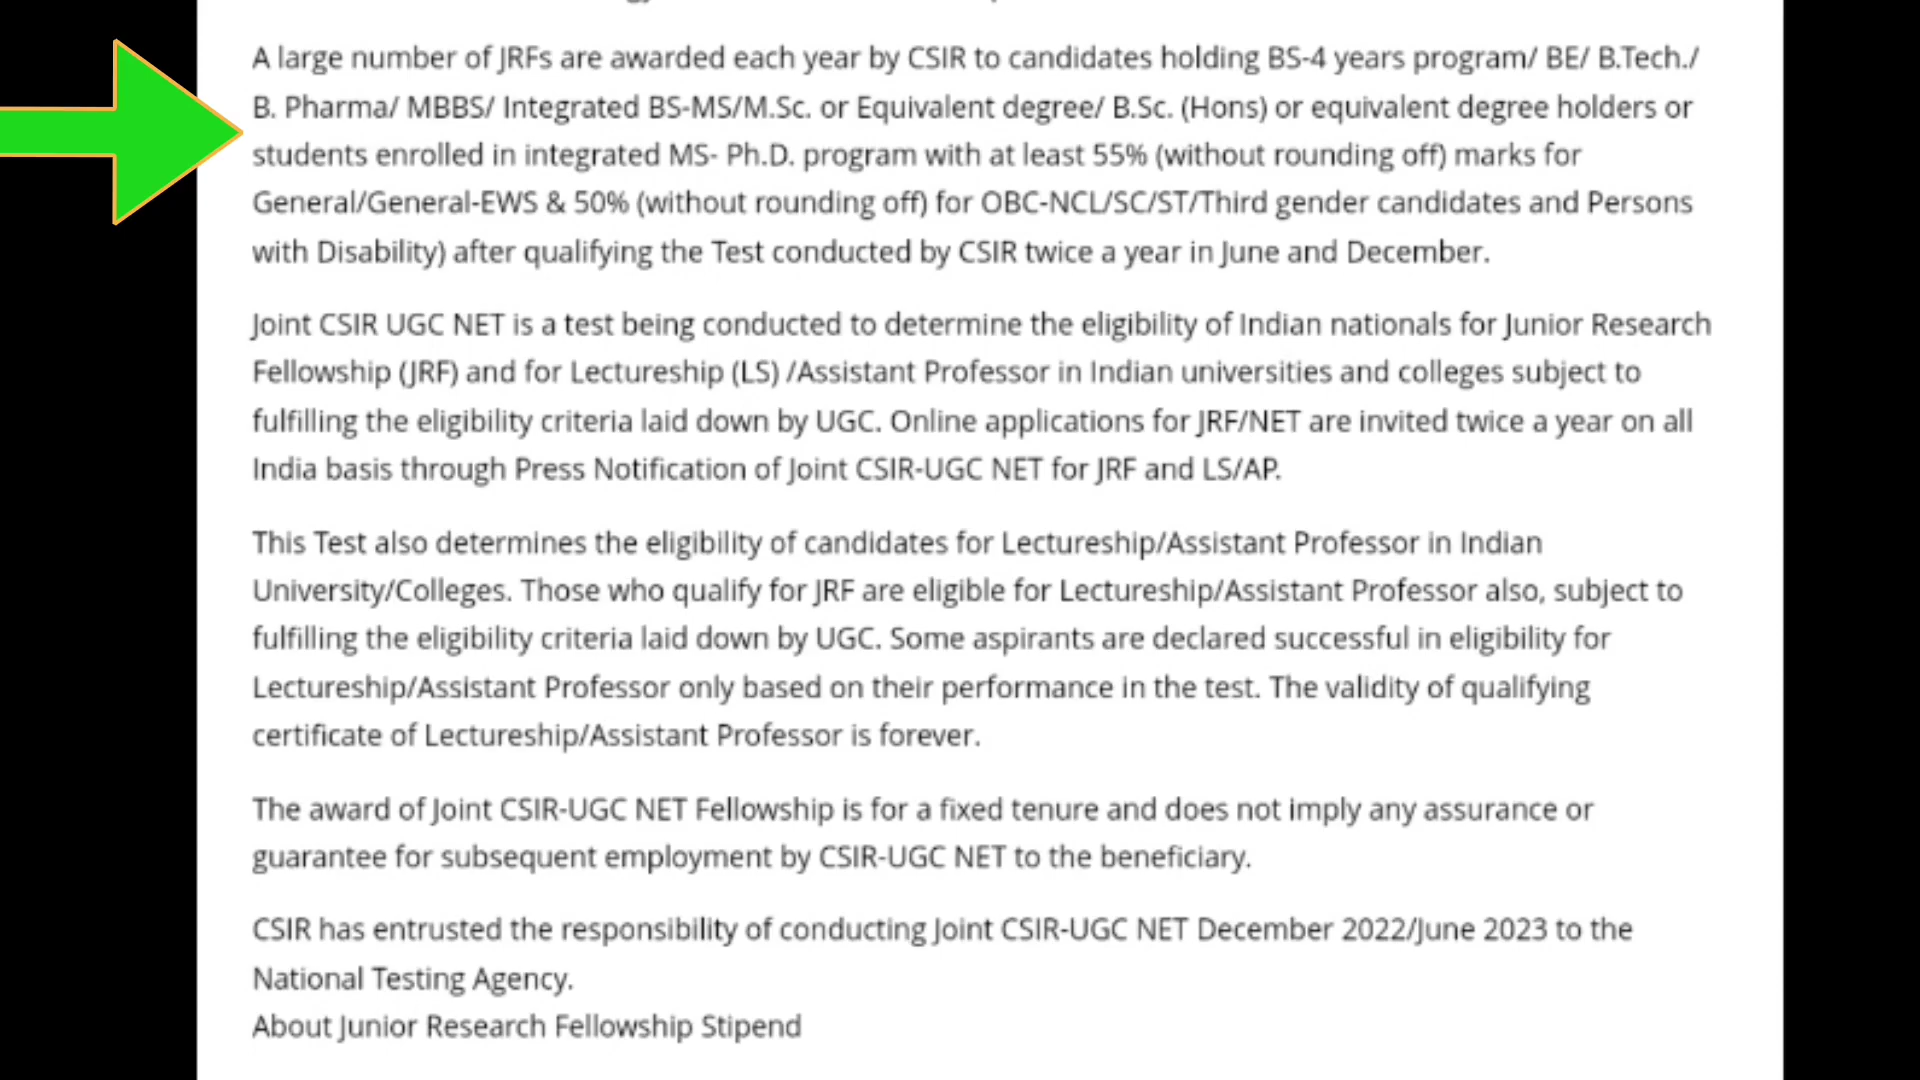 A large number of JRFs are awarded each year by CSIR to candidates holding BS-4 years program/ BE/ B.Tech./
B. Pharma/ MBBS/ Integrated BS-MS/M.Sc. or Equivalent degree/ B.Sc. (Hons) or equivalent degree holders or
students enrolled in integrated MS- Ph.D. program with at least 55% (without rounding off) marks for
General/General-EWS & 50% (without rounding off) for OBC-NCL/SC/ST/Third gender candidates and Persons
with Disability) after qualifying the Test conducted by CSIR twice a year in June and December.
Joint CSIR UGC NET is a test being conducted to determine the eligibility of Indian nationals for Junior Research
Fellowship (JRF) and for Lectureship (LS) /Assistant Professor in Indian universities and colleges subject to
fulfilling the eligibility criteria laid down by UGC. Online applications for JRF/NET are invited twice a year on all
India basis through Press Notification of Joint CSIR-UGC NET for JRF and LS/AP.
This Test also determines the eligibility of candidates for Lectureship/Assistant Professor in Indian
University/Colleges. Those who qualify for JRF are eligible for Lectureship/Assistant Professor also, subject to
fulfilling the eligibility criteria laid down by UGC. Some aspirants are declared successful in eligibility for
Lectureship/Assistant Professor only based on their performance in the test. The validity of qualifying
certificate of Lectureship/Assistant Professor is forever.
The award of Joint CSIR-UGC NET Fellowship is for a fixed tenure and does not imply any assurance or
guarantee for subsequent employment by CSIR-UGC NET to the beneficiary.
CSIR has entrusted the responsibility of conducting Joint CSIR-UGC NET December 2022/June 2023 to the
National Testing Agency.
About Junior Research Fellowship Stipend